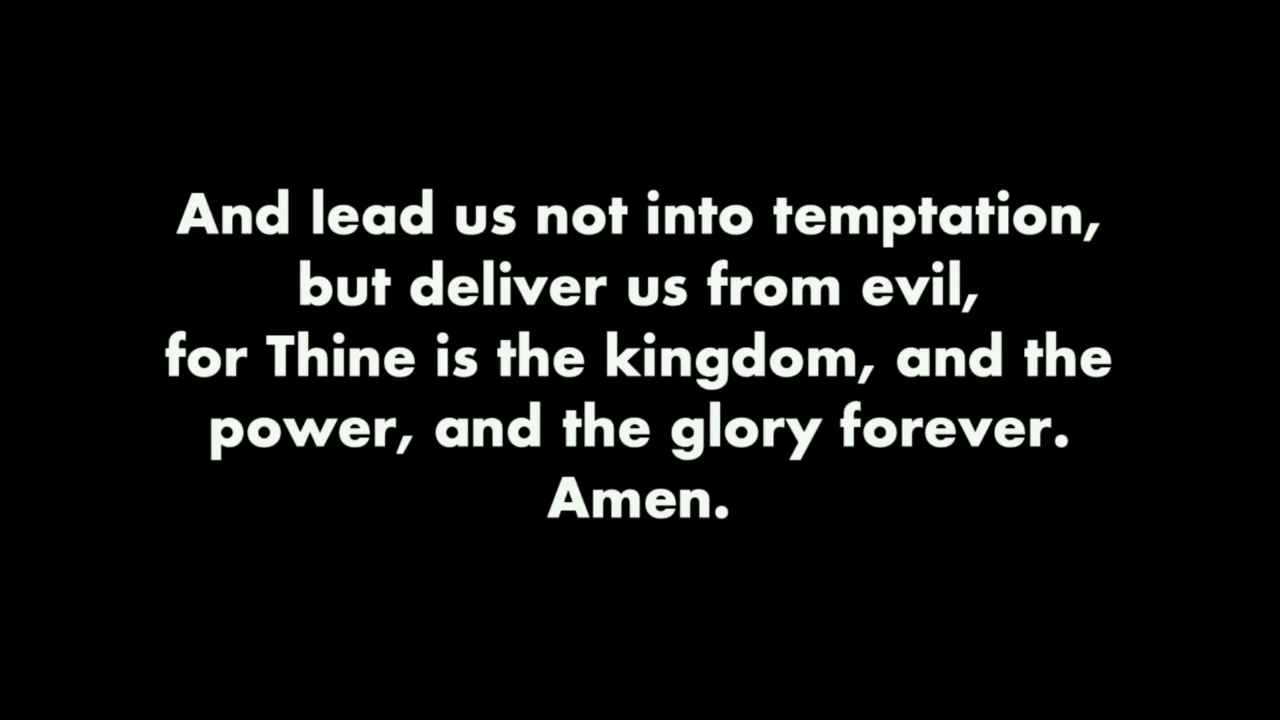 And lead us not into temptation,
but deliver us from evil,
for Thine is the kingdom, and the
power, and the glory forever.
Amen.